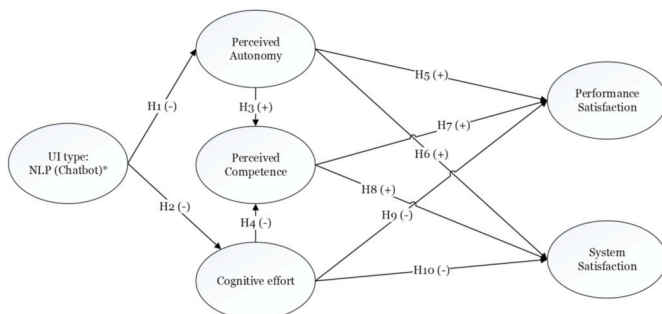 Perceived
Autonomy
H1 (-)
H5 (+)
H3 (+)
Performance
Satisfaction
H7 (+)
UI type:
NLP (Chatbot)*
Perceived
Competence
H6 (+)
H8 (+)
H2 (-)
H4 (-)
H9 (-)
System
Satisfaction
Cognitive effort
H10 (-)